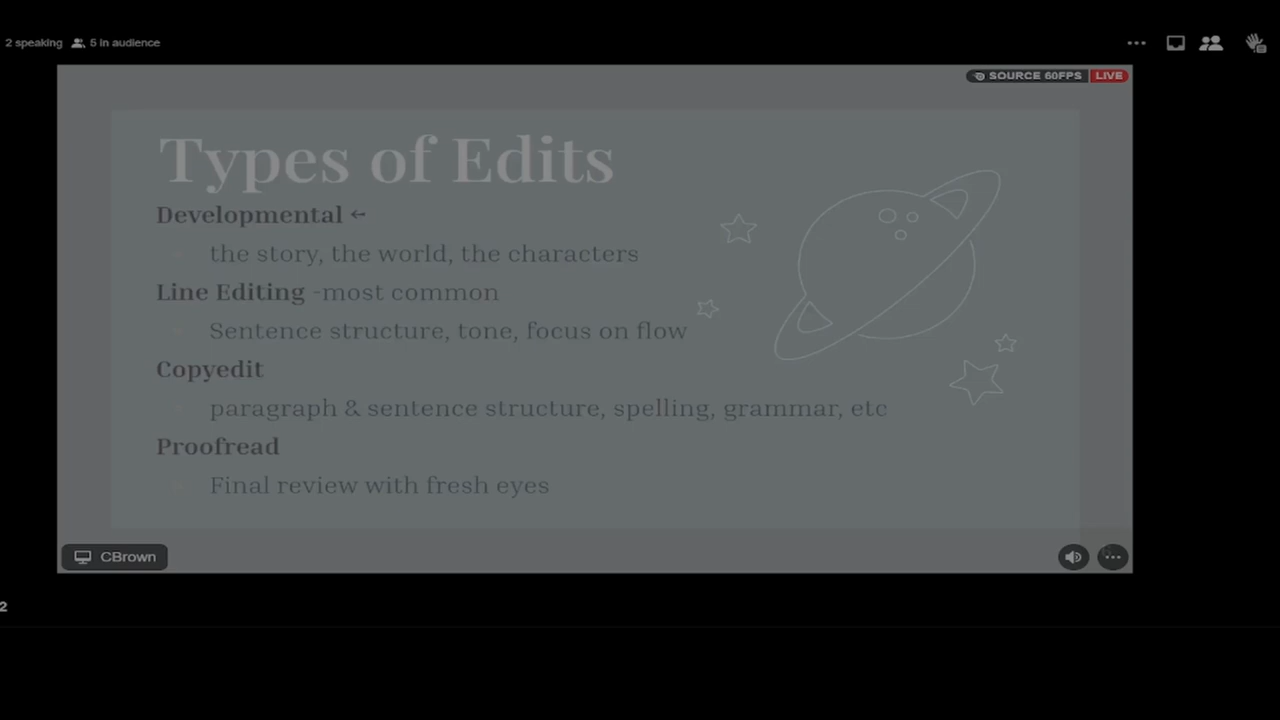 2 speaking 5 in audience
SOURCE 60FPS LIVE
Types of Edits
Developmental ←
the story, the world, the characters
Line Editing -most common
Sentence structure, tone, focus on flow
Copyedit
paragraph & sentence structure, spelling, grammar, etc
Proofread
Final review with fresh eyes
CBrown
2